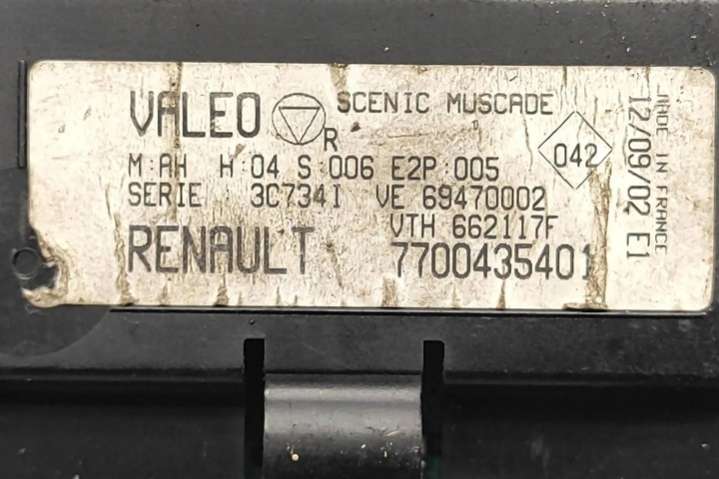 VALEO R SCENIC MUSCADE
M:AH H:04 S:006 E2P:005
042
SERIE 3C734I VE 69470002
VTH 662117F
RENAULT 7700435401
MADE IN FRANCE
12/09/02 E1